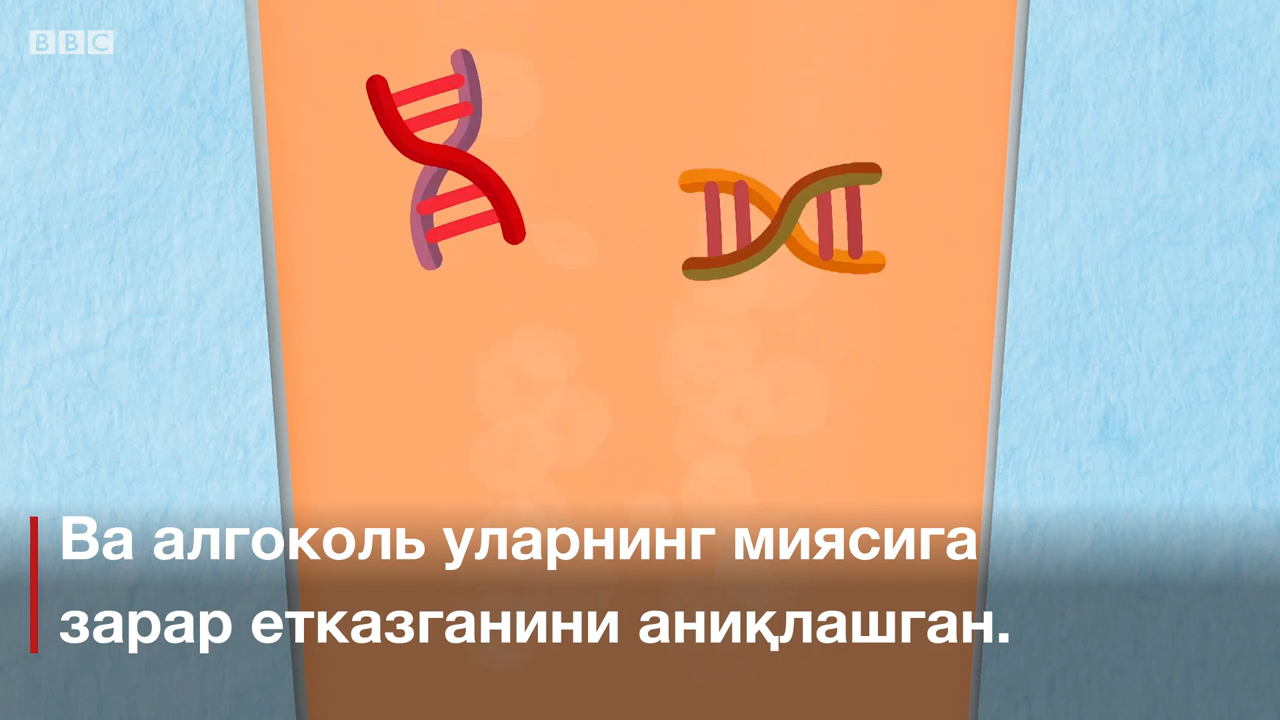 BBC
Ва алгоколь уларнинг миясига
зарар етказганини аниқлашган.